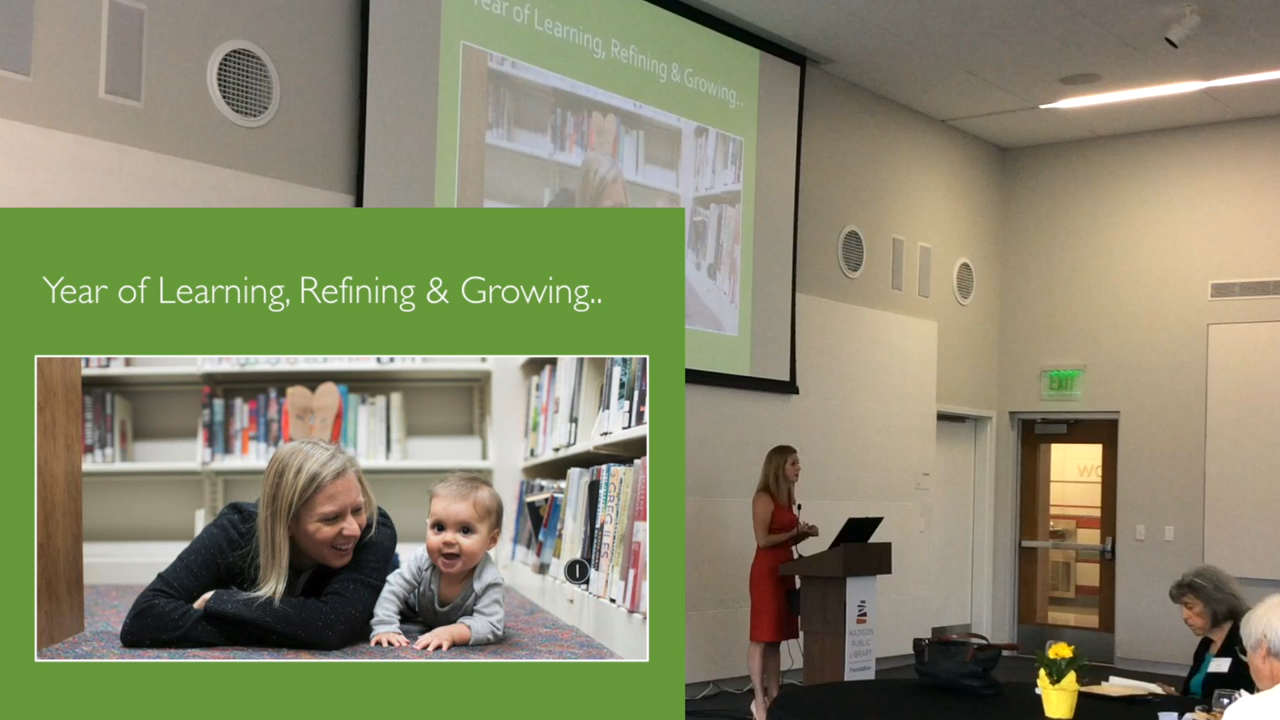 Year of Learning, Refining & Growing..
Year of Learning, Refining & Growing..
EXIT
MADISON
PUBLIC
LIBRARY
Foundation